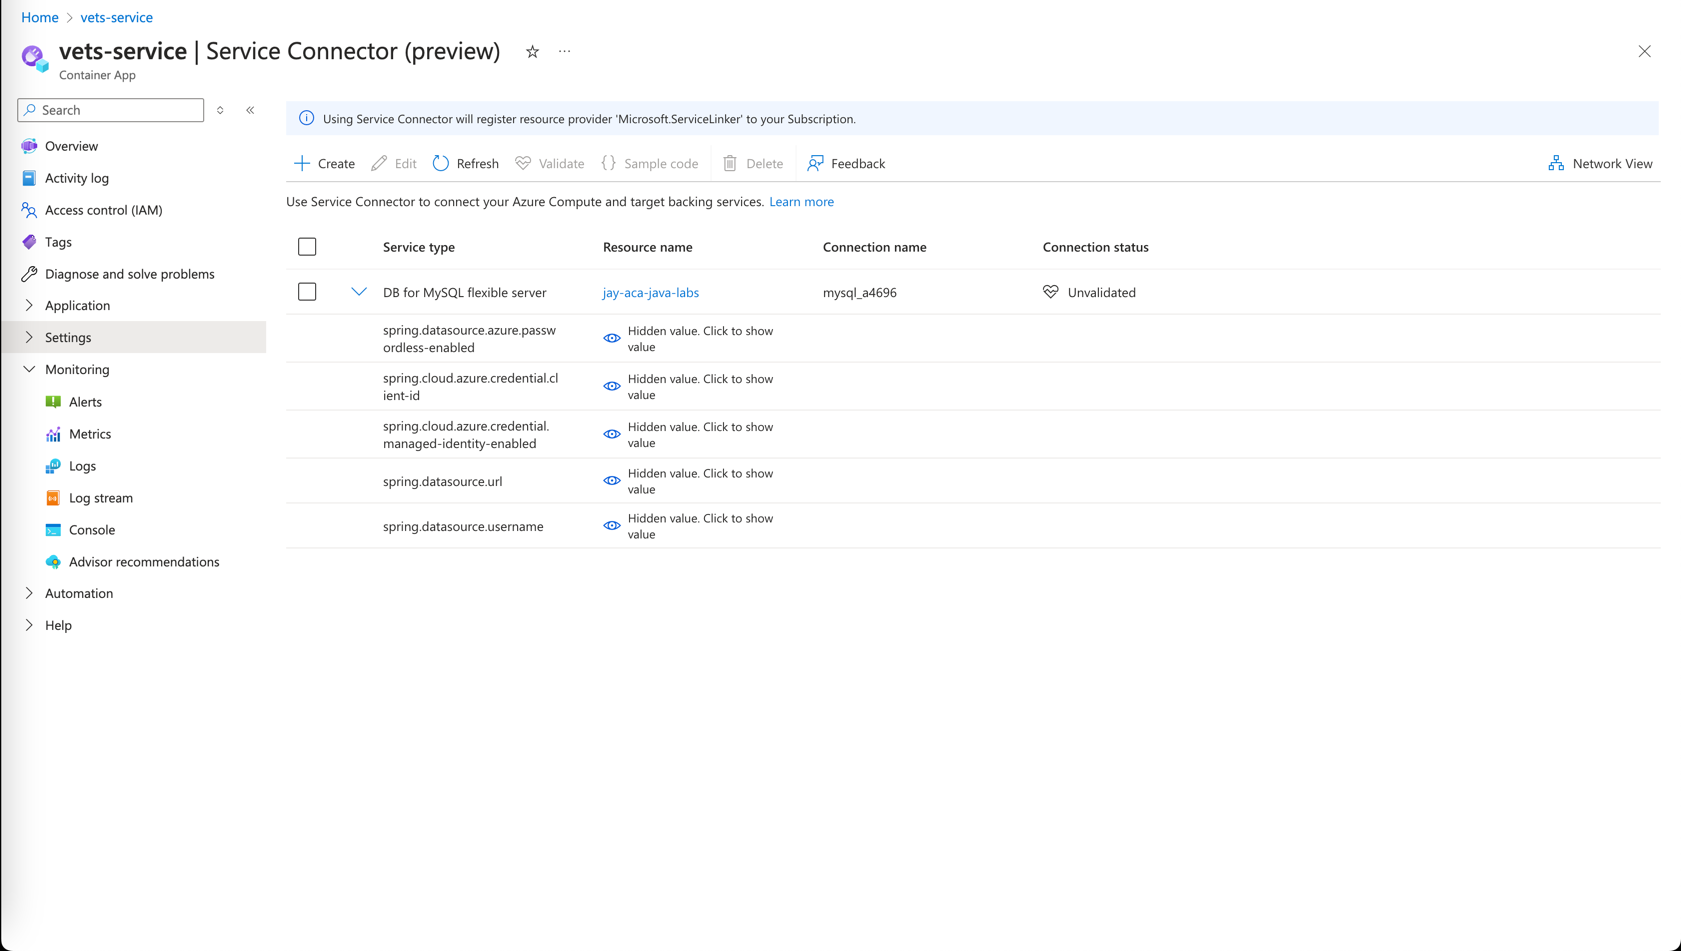 Home > vets-service
vets-service | Service Connector (preview)
...
Container App
Search
Overview
Activity log
Access control (IAM)
Tags
Diagnose and solve problems
Application
Settings
Monitoring
Alerts
Metrics
Logs
Log stream
Console
Advisor recommendations
Automation
Help
Using Service Connector will register resource provider 'Microsoft.ServiceLinker' to your Subscription.
Create Edit Refresh Validate Sample code Delete Feedback Network View
Use Service Connector to connect your Azure Compute and target backing services. Learn more
Service type Resource name Connection name Connection status
DB for MySQL flexible server jay-aca-java-labs mysql_a4696 Unvalidated
spring.datasource.azure.passw
ordless-enabled
Hidden value. Click to show
value
spring.cloud.azure.credential.cl
ient-id
Hidden value. Click to show
value
spring.cloud.azure.credential.
managed-identity-enabled
Hidden value. Click to show
value
spring.datasource.url
Hidden value. Click to show
value
spring.datasource.username
Hidden value. Click to show
value